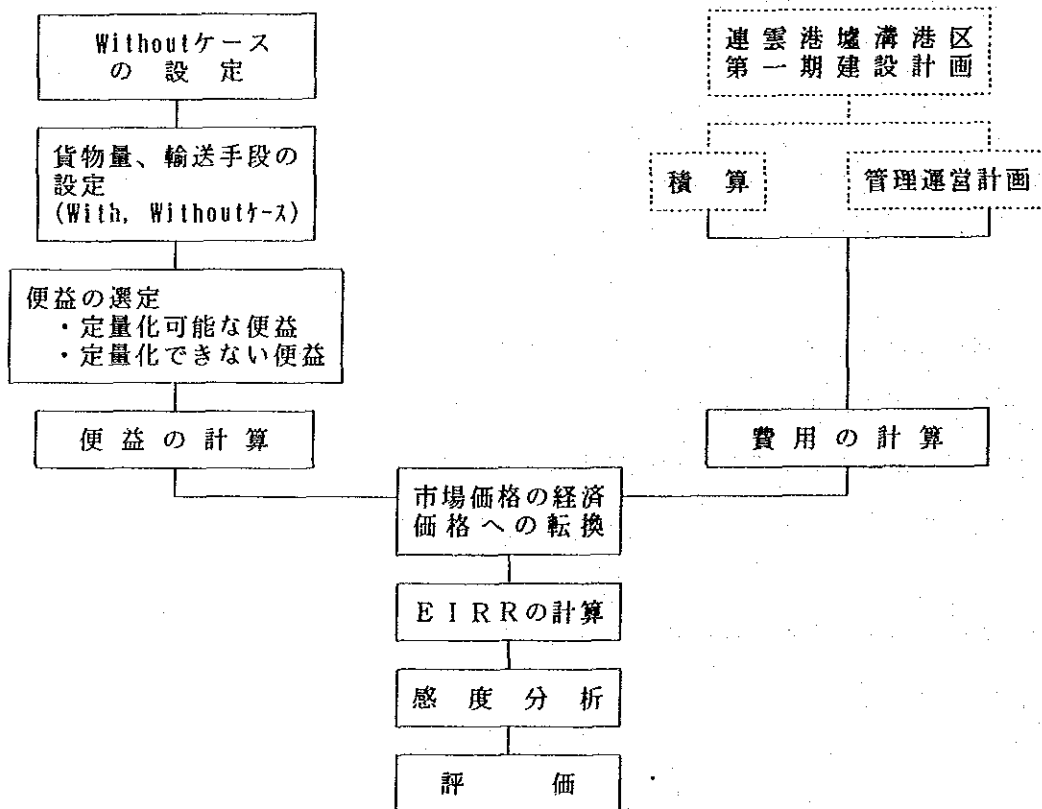 Withoutケース
の設定
貨物量、輸送手段の
設定
(With, Withoutケース)
便益の選定
・定量化可能な便益
・定量化できない便益
便益の計算
連雲港墟溝港区
第一期建設計画
積算
管理運営計画
費用の計算
市場価格の経済
価格への転換
EIRRの計算
感度分析
評価